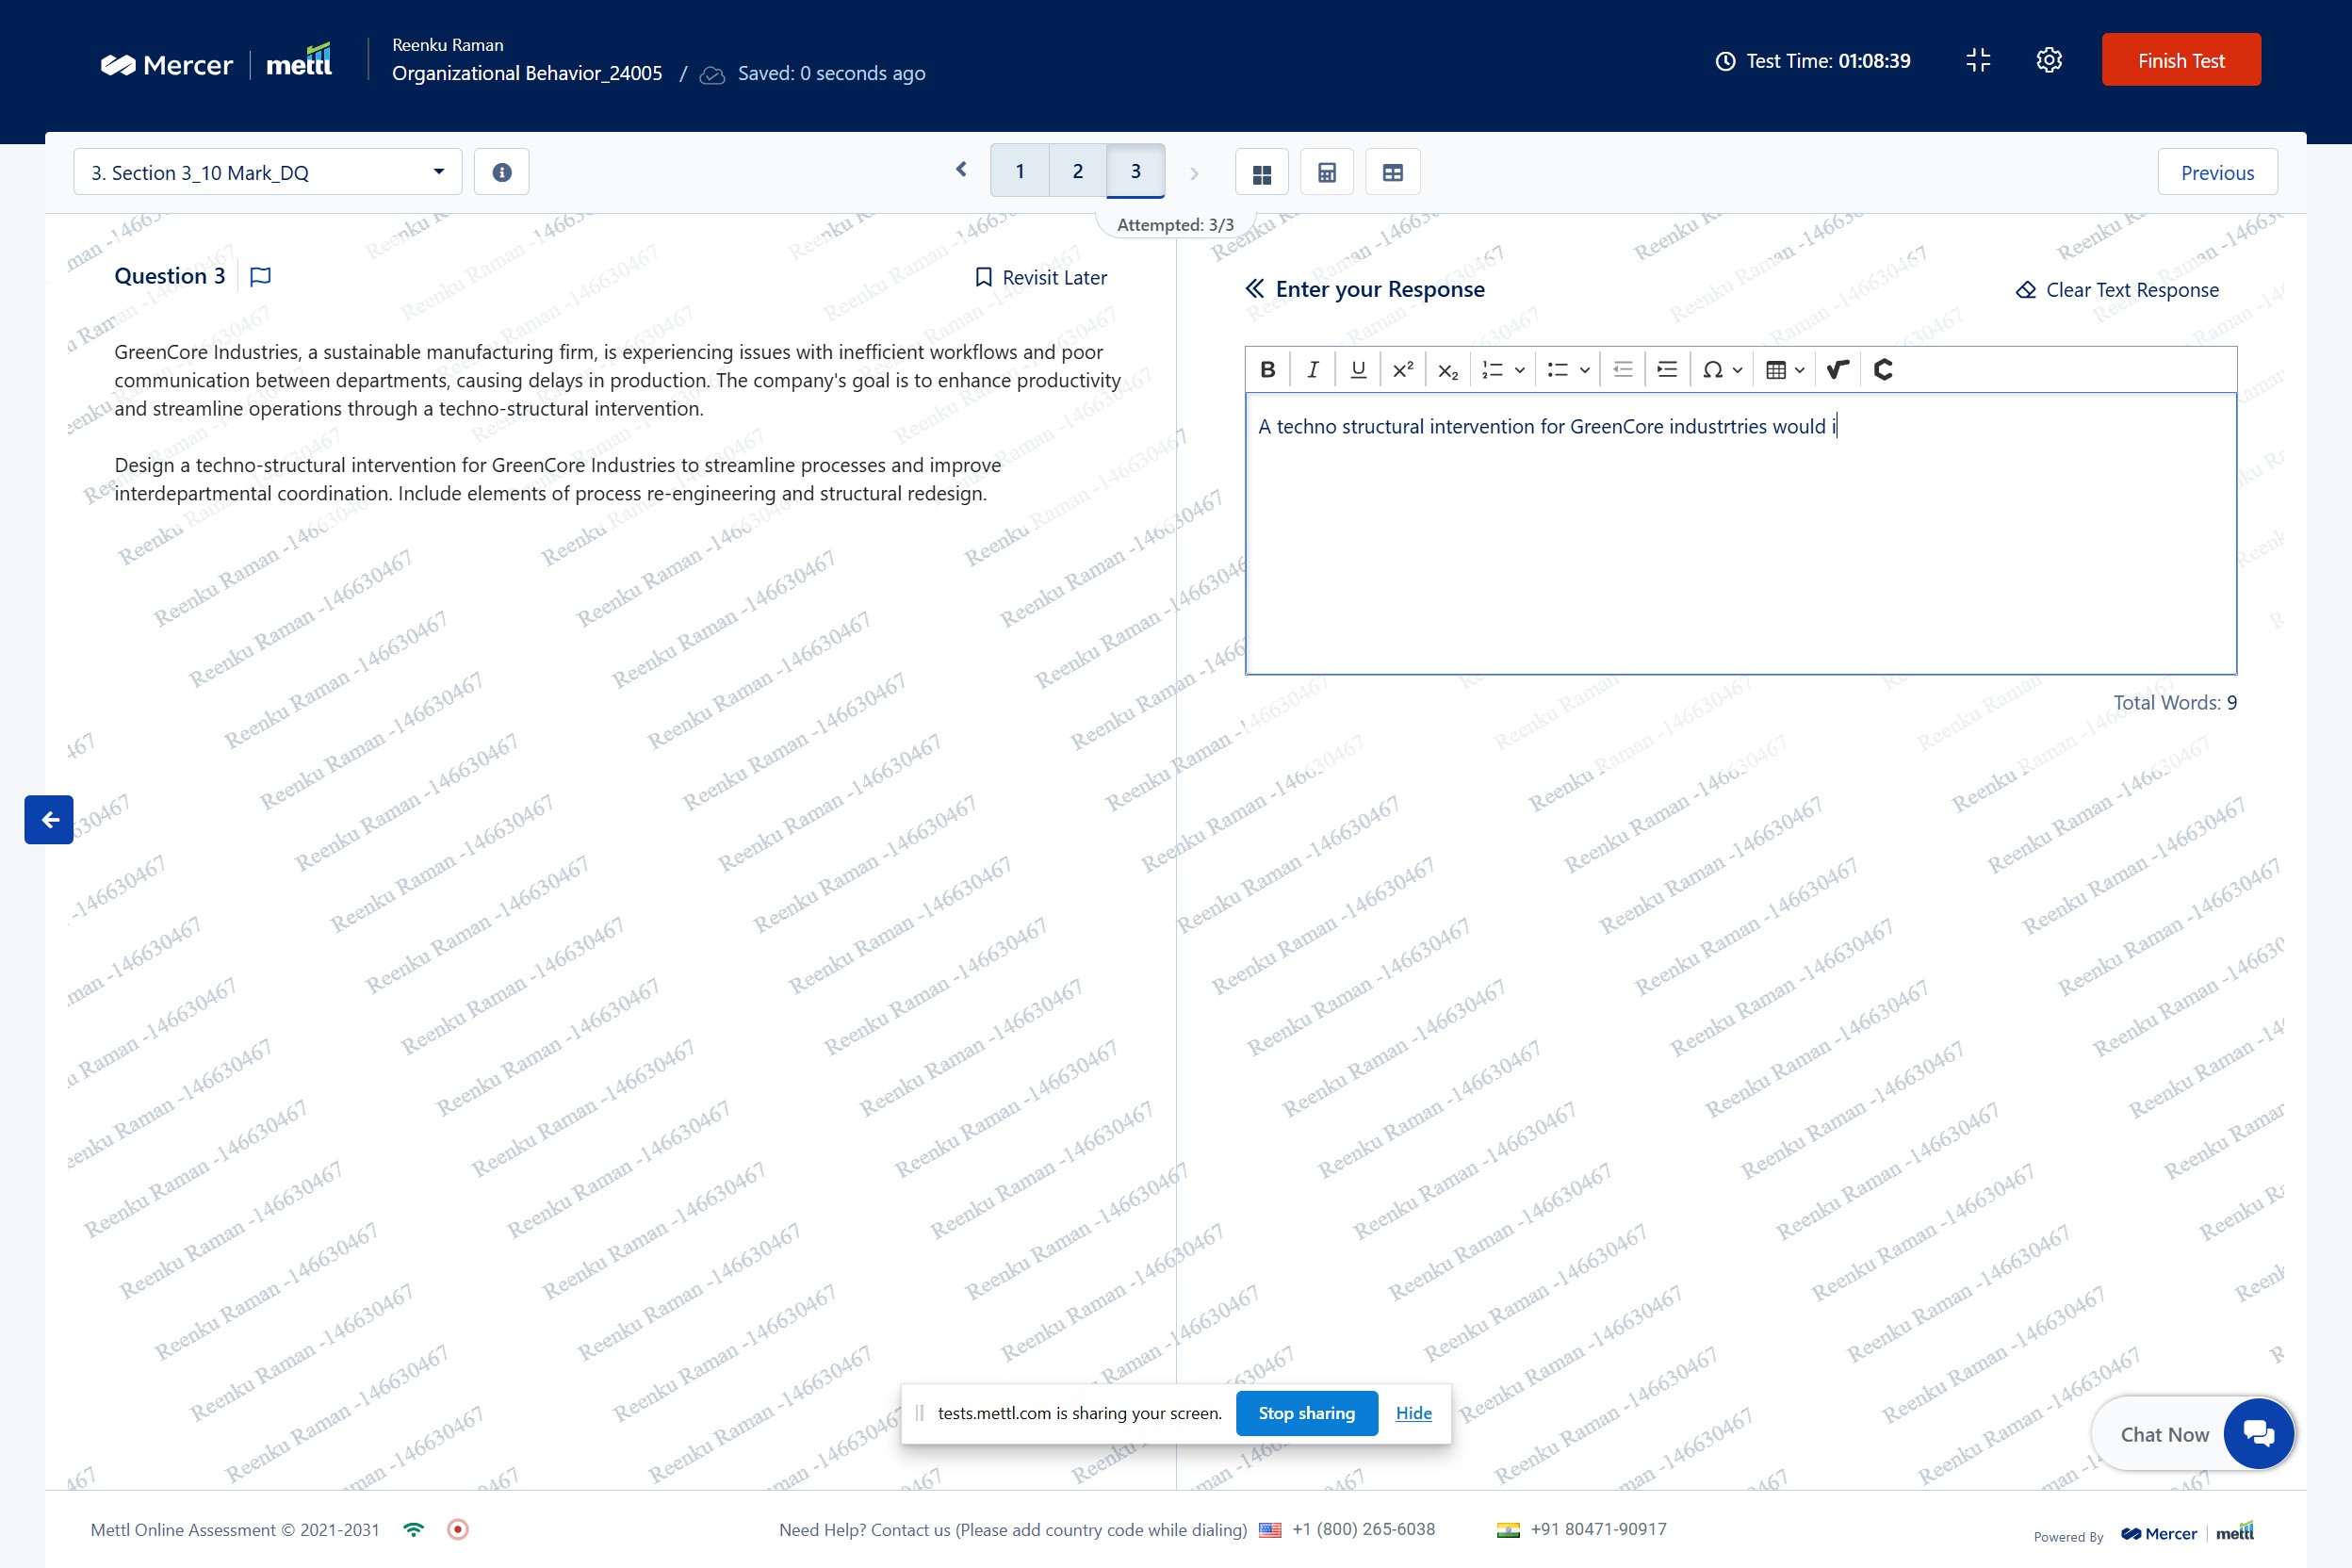 Mercer | mettl
Reenku Raman
Organizational Behavior_24005 / Saved: 0 seconds ago
Test Time: 01:08:39
Finish Test
3. Section 3_10 Mark_DQ
1 2 3
Previous
Attempted: 3/3
Question 3
Revisit Later
GreenCore Industries, a sustainable manufacturing firm, is experiencing issues with inefficient workflows and poor
communication between departments, causing delays in production. The company's goal is to enhance productivity
and streamline operations through a techno-structural intervention.
Design a techno-structural intervention for GreenCore Industries to streamline processes and improve
interdepartmental coordination. Include elements of process re-engineering and structural redesign.
Enter your Response
Clear Text Response
B I U x² x₂ Ω
A techno structural intervention for GreenCore industrtries would i
Total Words: 9
Reenku Raman -146630467
tests.mettl.com is sharing your screen. Stop sharing Hide
Chat Now
Mettl Online Assessment © 2021-2031
Need Help? Contact us (Please add country code while dialing) +1 (800) 265-6038 +91 80471-90917
Powered By Mercer | mettl